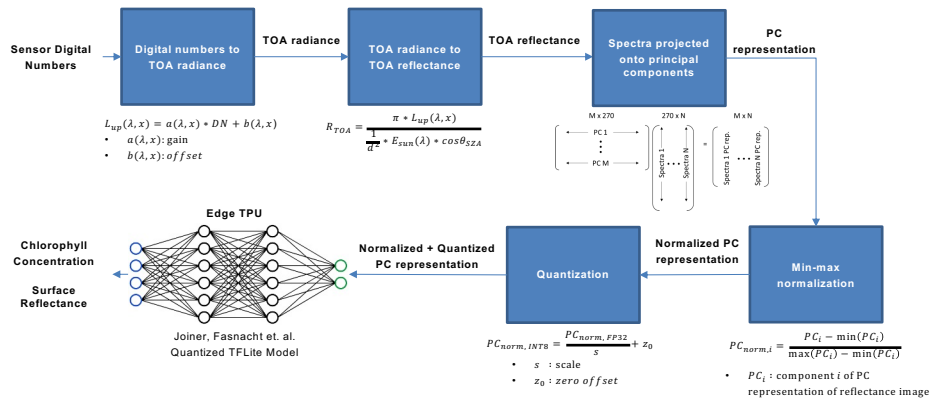 Sensor Digital
Numbers
Digital numbers to
TOA radiance
TOA radiance
TOA radiance to
TOA reflectance
TOA reflectance
Spectra projected
onto principal
components
PC
representation
L_up(λ, x) = a(λ, x) * DN + b(λ, x)
• a(λ, x): gain
• b(λ, x): offset
R_TOA = π * L_up(λ, x) / (1/d² * E_sun(λ) * cosθ_SZA)
M x 270
270 x N
M x N
PC 1
PC M
Spectra 1
Spectra N
=
Spectra 1 PC rep.
Spectra N PC rep.
Min-max
normalization
PC_norm,i = (PC_i − min(PC_i)) / (max(PC_i) − min(PC_i))
• PC_i : component i of PC
representation of reflectance image
Normalized PC
representation
Quantization
PC_norm, INT8 = PC_norm, FP32 / s + z₀
• s : scale
• z₀ : zero offset
Normalized + Quantized
PC representation
Edge TPU
Joiner, Fasnacht et. al.
Quantized TFLite Model
Chlorophyll
Concentration
Surface
Reflectance